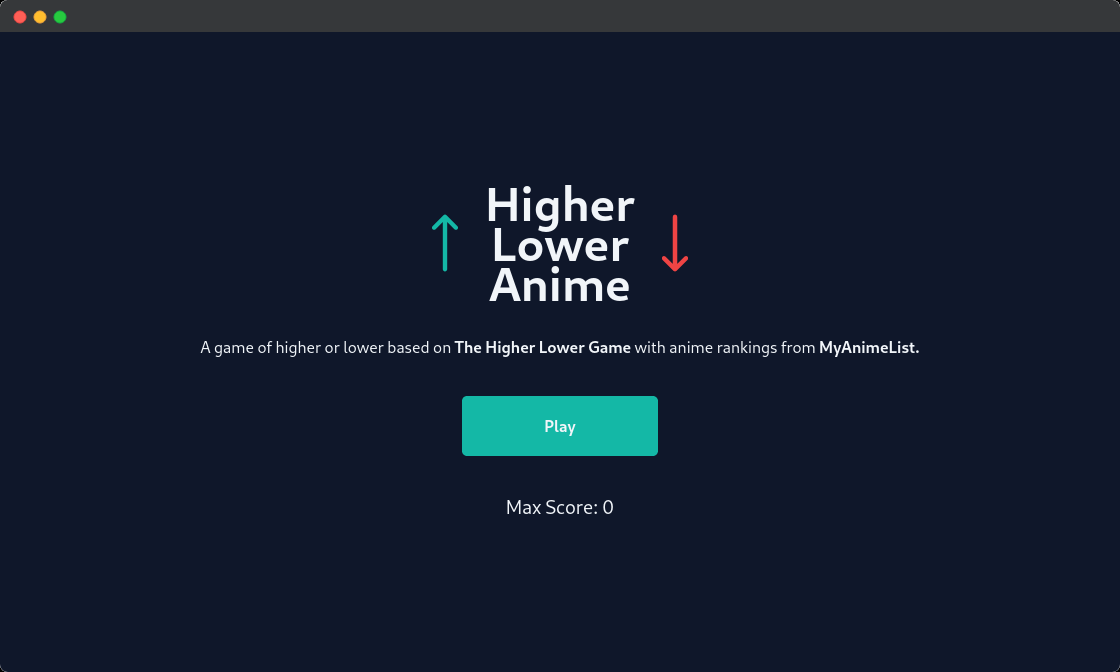 Higher
Lower
Anime
A game of higher or lower based on The Higher Lower Game with anime rankings from MyAnimeList.
Play
Max Score: 0